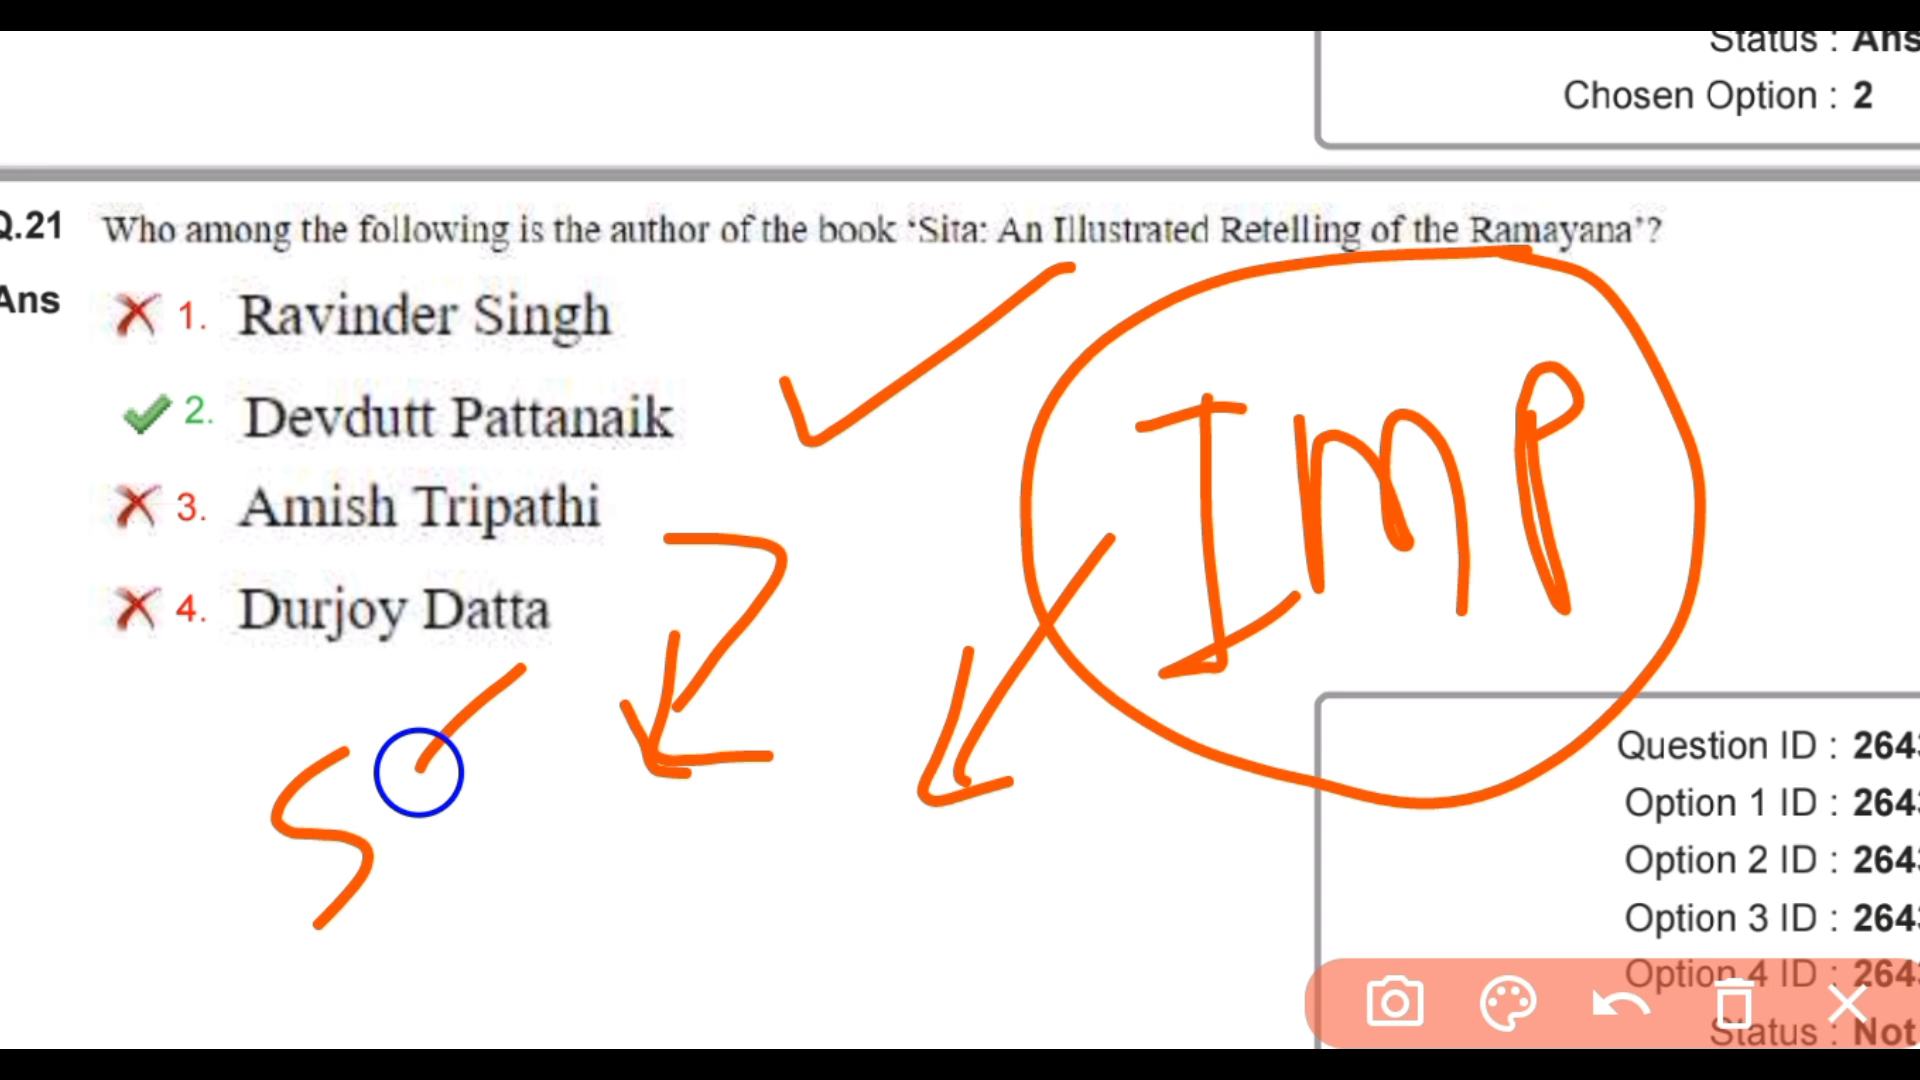 Status : Ans
Chosen Option : 2
Q.21 Who among the following is the author of the book ‘Sita: An Illustrated Retelling of the Ramayana’?
Ans
1. Ravinder Singh
2. Devdutt Pattanaik
3. Amish Tripathi
4. Durjoy Datta
IMP
S
Question ID : 264
Option 1 ID : 264
Option 2 ID : 264
Option 3 ID : 264
Option 4 ID : 264
Status : Not